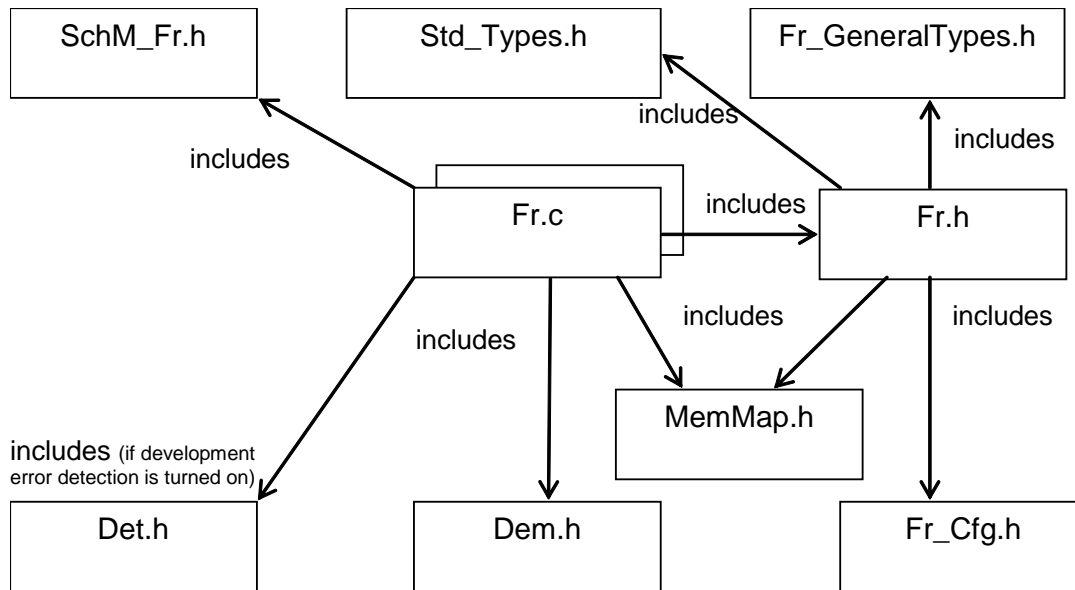 SchM_Fr.h
Std_Types.h
Fr_GeneralTypes.h
includes
includes
includes
Fr.c
includes
Fr.h
includes
includes
includes
MemMap.h
includes (if development
error detection is turned on)
Det.h
Dem.h
Fr_Cfg.h